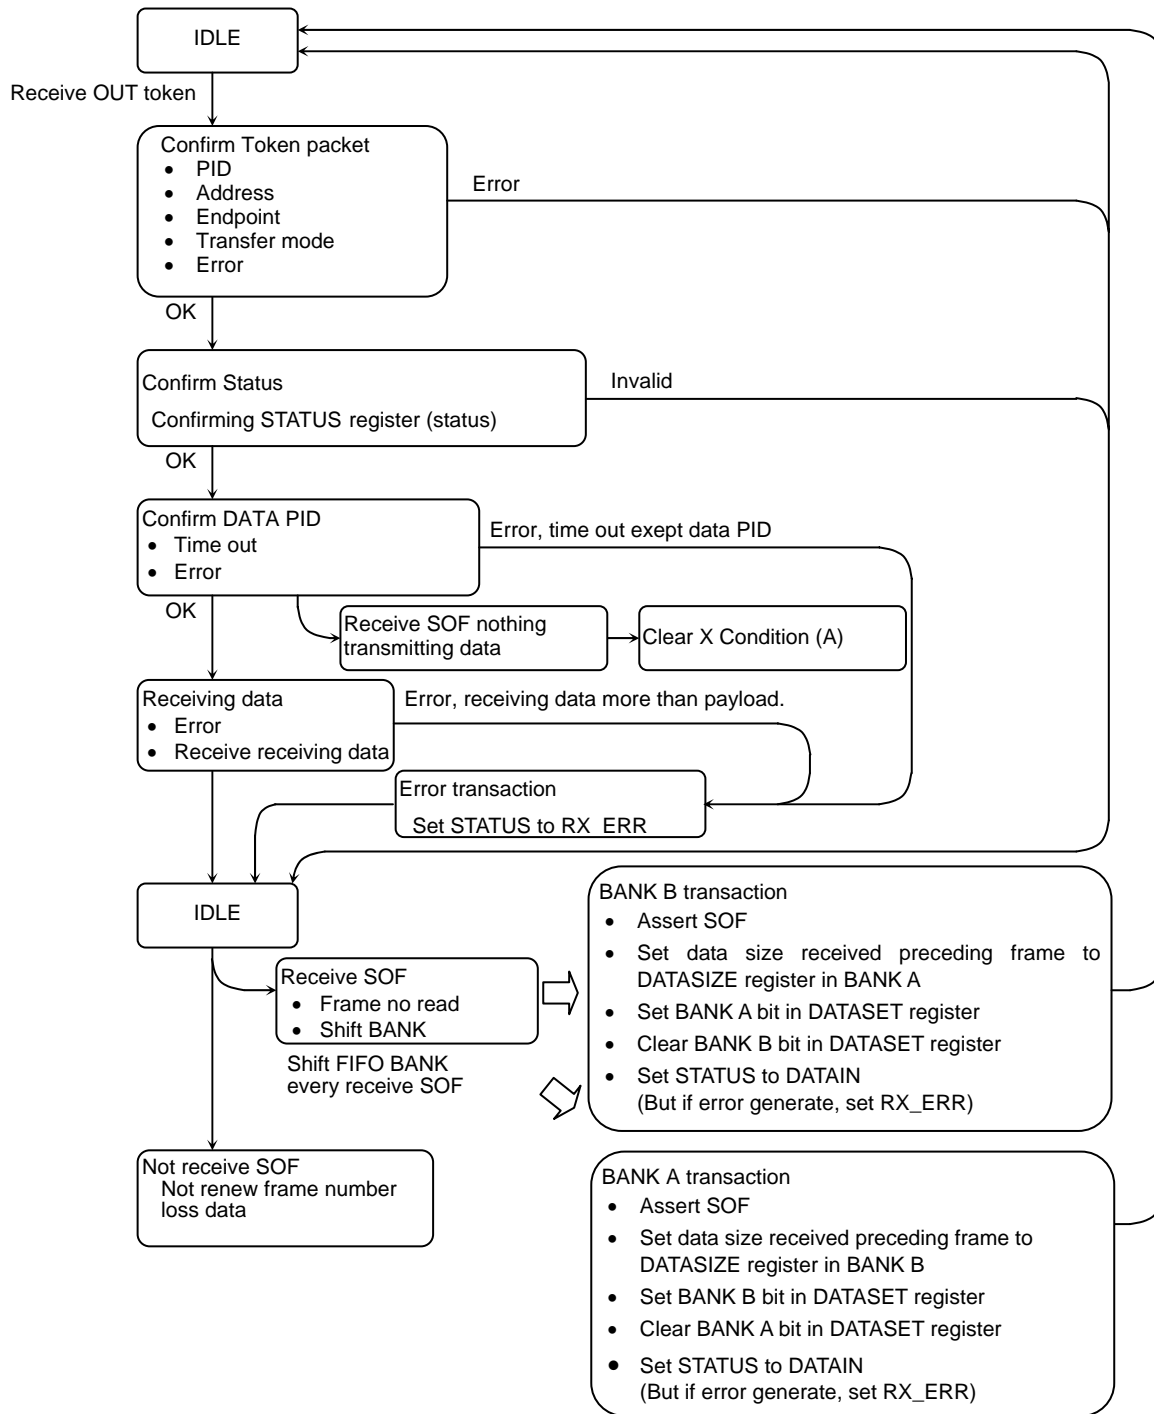 IDLE
Receive OUT token
Confirm Token packet
• PID
• Address
• Endpoint
• Transfer mode
• Error
Error
OK
Confirm Status
Confirming STATUS register (status)
Invalid
OK
Confirm DATA PID
• Time out
• Error
Error, time out exept data PID
OK
Receive SOF nothing
transmitting data
Clear X Condition (A)
Receiving data
• Error
• Receive receiving data
Error, receiving data more than payload.
Error transaction
Set STATUS to RX_ERR
IDLE
Receive SOF
• Frame no read
• Shift BANK
Shift FIFO BANK
every receive SOF
BANK B transaction
• Assert SOF
• Set data size received preceding frame to
DATASIZE register in BANK A
• Set BANK A bit in DATASET register
• Clear BANK B bit in DATASET register
• Set STATUS to DATAIN
(But if error generate, set RX_ERR)
Not receive SOF
Not renew frame number
loss data
BANK A transaction
• Assert SOF
• Set data size received preceding frame to
DATASIZE register in BANK B
• Set BANK B bit in DATASET register
• Clear BANK A bit in DATASET register
• Set STATUS to DATAIN
(But if error generate, set RX_ERR)